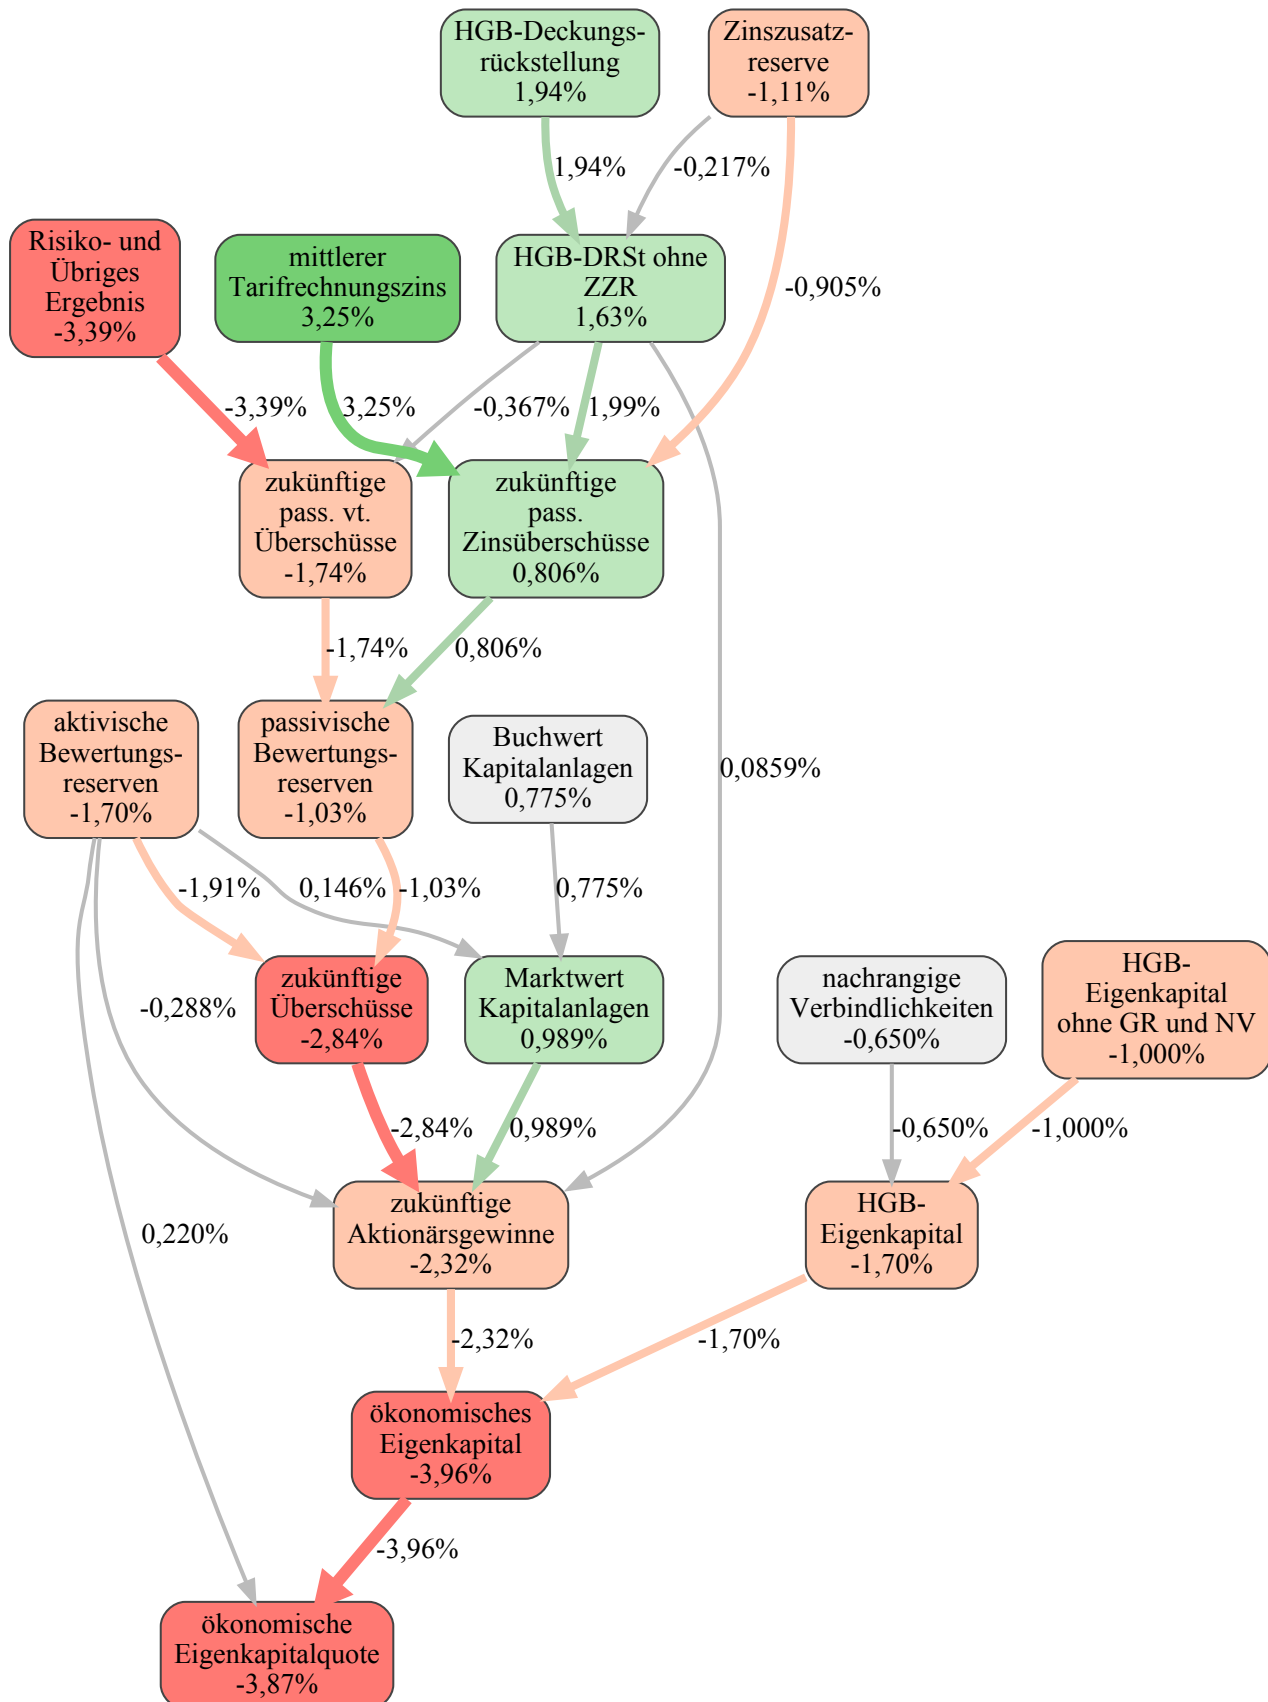 HGB-Deckungs-
rückstellung
1,94%
Zinszusatz-
reserve
-1,11%
1,94%
-0,217%
Risiko- und
Übriges
Ergebnis
-3,39%
mittlerer
Tarifrechnungszins
3,25%
HGB-DRSt ohne
ZZR
1,63%
-0,905%
-3,39%
3,25%
-0,367%
1,99%
zukünftige
pass. vt.
Überschüsse
-1,74%
zukünftige
pass.
Zinsüberschüsse
0,806%
-1,74%
0,806%
aktivische
Bewertungs-
reserven
-1,70%
passivische
Bewertungs-
reserven
-1,03%
Buchwert
Kapitalanlagen
0,775%
0,0859%
-1,91%
0,146%
-1,03%
0,775%
zukünftige
Überschüsse
-2,84%
Marktwert
Kapitalanlagen
0,989%
nachrangige
Verbindlichkeiten
-0,650%
HGB-
Eigenkapital
ohne GR und NV
-1,000%
-0,288%
-2,84%
0,989%
-0,650%
-1,000%
zukünftige
Aktionärsgewinne
-2,32%
HGB-
Eigenkapital
-1,70%
0,220%
-2,32%
-1,70%
ökonomisches
Eigenkapital
-3,96%
-3,96%
ökonomische
Eigenkapitalquote
-3,87%